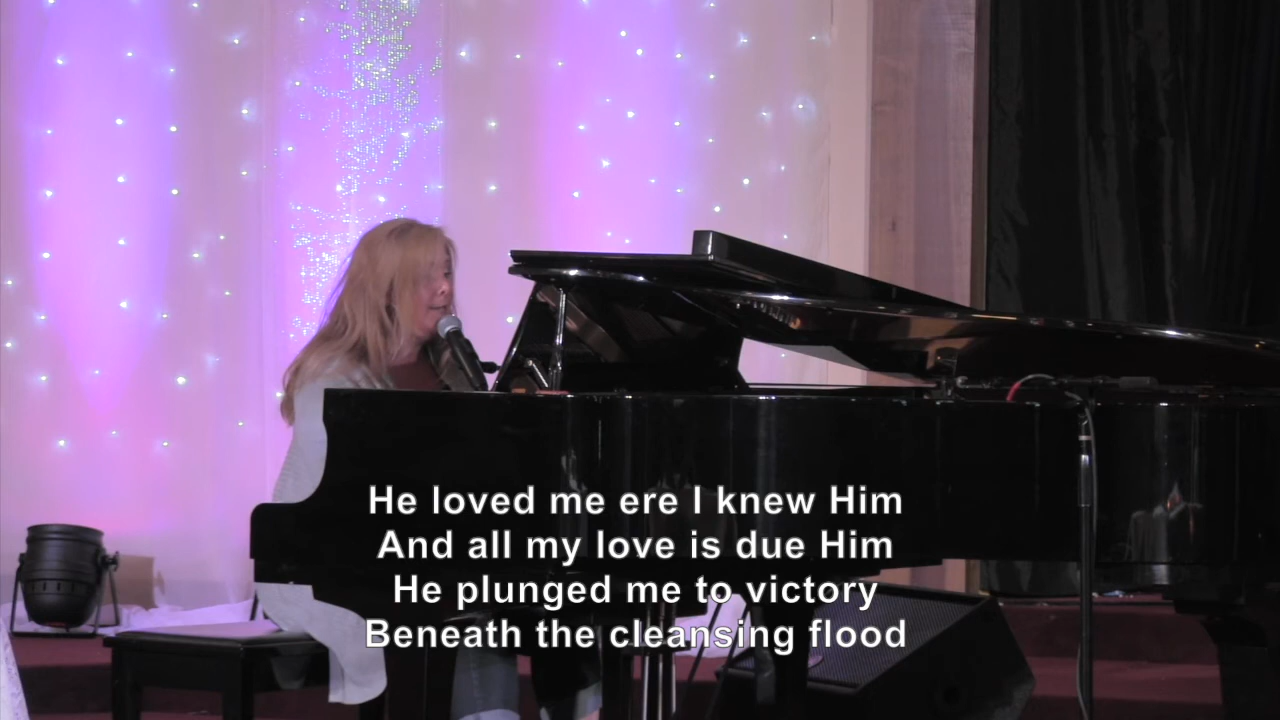 He loved me ere I knew Him
And all my love is due Him
He plunged me to victory
Beneath the cleansing flood